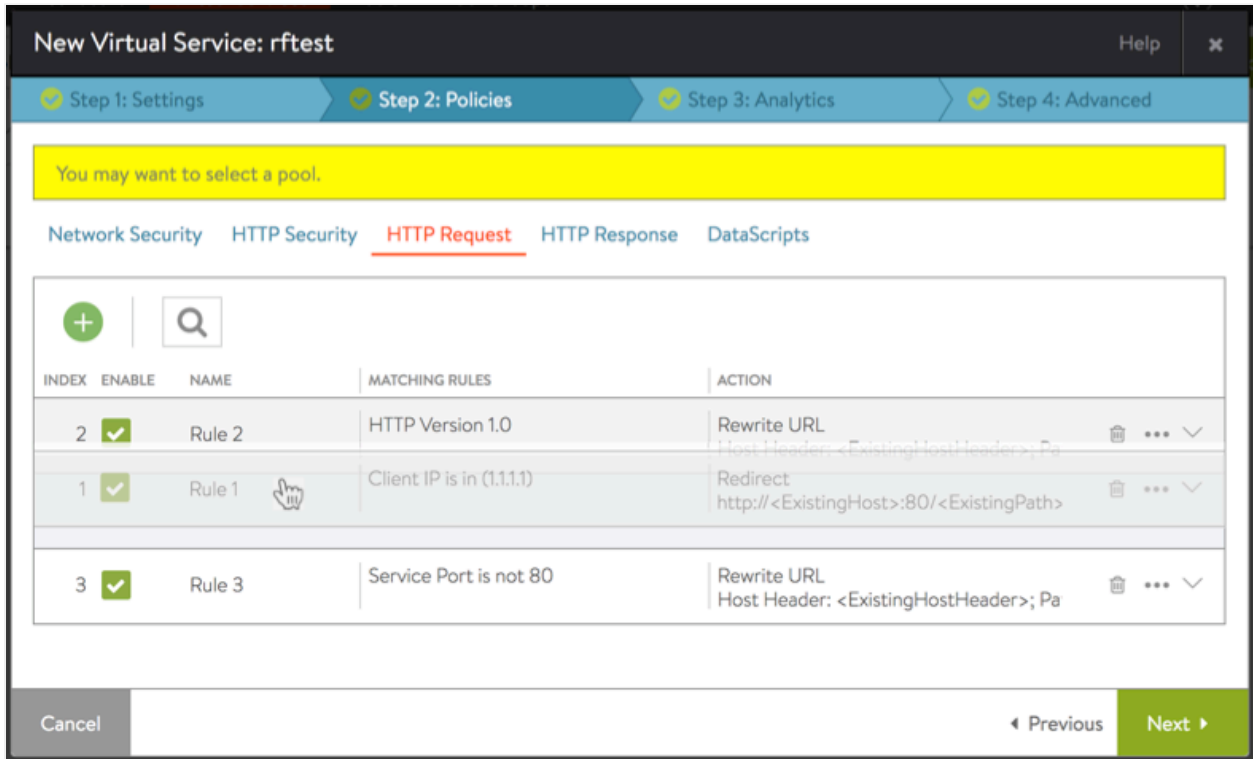 New Virtual Service: rftest Help
Step 1: Settings Step 2: Policies Step 3: Analytics Step 4: Advanced
You may want to select a pool.
Network Security HTTP Security HTTP Request HTTP Response DataScripts
INDEX ENABLE NAME MATCHING RULES ACTION
2 Rule 2 HTTP Version 1.0 Rewrite URL
Host Header: <ExistingHostHeader>; Pa
1 Rule 1 Client IP is in (1.1.1.1) Redirect
http://<ExistingHost>:80/<ExistingPath>
3 Rule 3 Service Port is not 80 Rewrite URL
Host Header: <ExistingHostHeader>; Pa
Cancel Previous Next